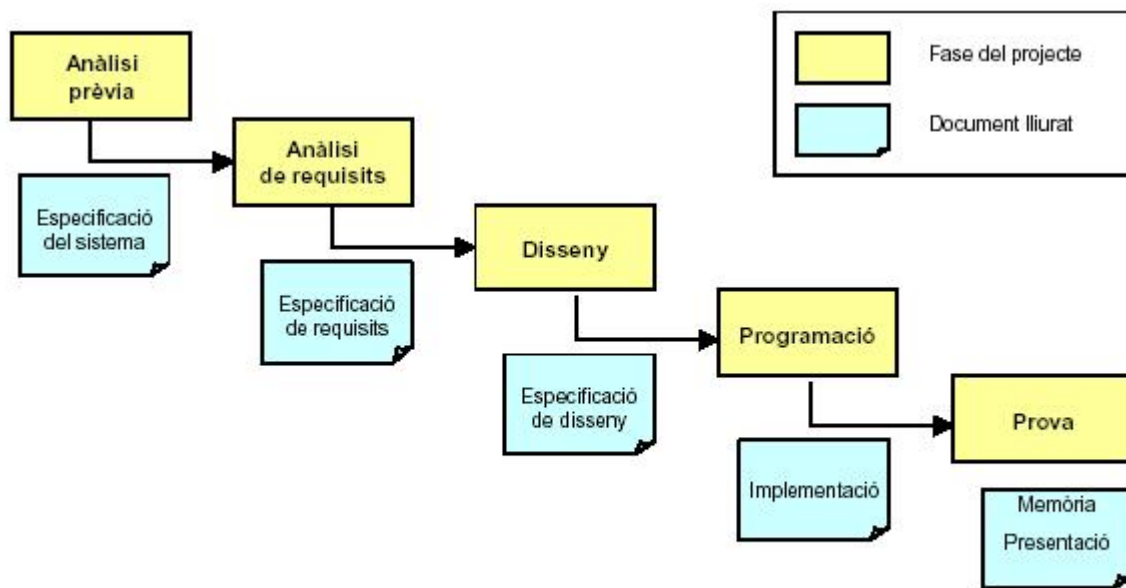 Anàlisi
prèvia
Fase del projecte
Document lliurat
Anàlisi
de requisits
Especificació
del sistema
Disseny
Especificació
de requisits
Programació
Especificació
de disseny
Prova
Implementació
Memòria
Presentació